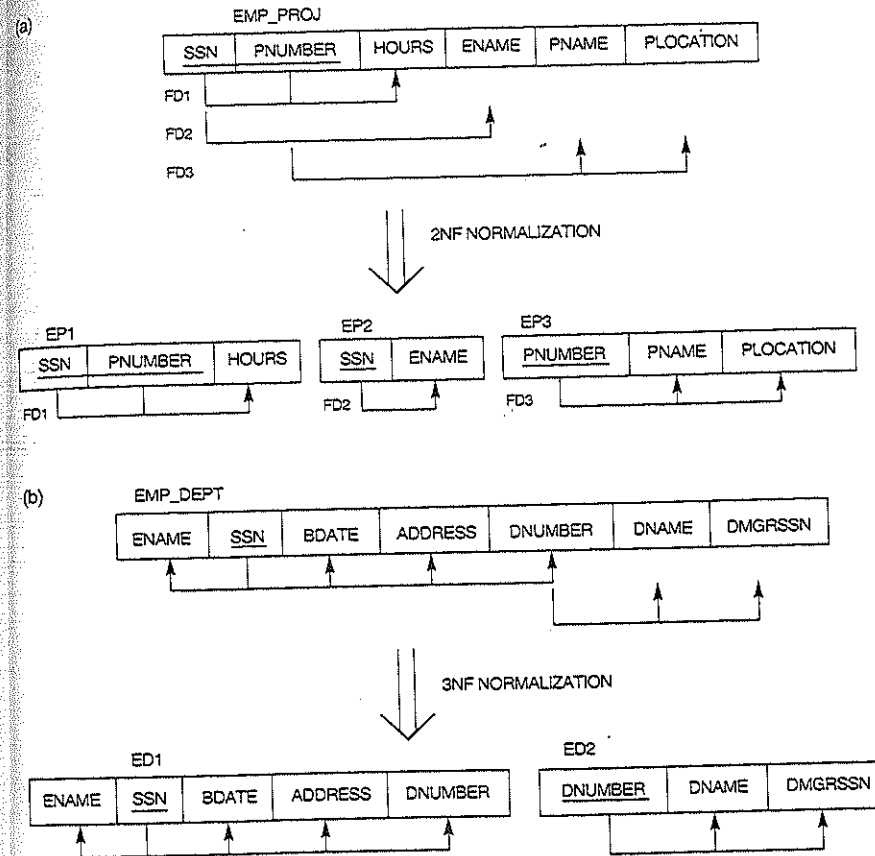 (a)
EMP_PROJ
SSN PNUMBER HOURS ENAME PNAME PLOCATION
FD1
FD2
FD3
2NF NORMALIZATION
EP1
SSN PNUMBER HOURS
FD1
EP2
SSN ENAME
FD2
EP3
PNUMBER PNAME PLOCATION
FD3
(b)
EMP_DEPT
ENAME SSN BDATE ADDRESS DNUMBER DNAME DMGRSSN
3NF NORMALIZATION
ED1
ENAME SSN BDATE ADDRESS DNUMBER
ED2
DNUMBER DNAME DMGRSSN